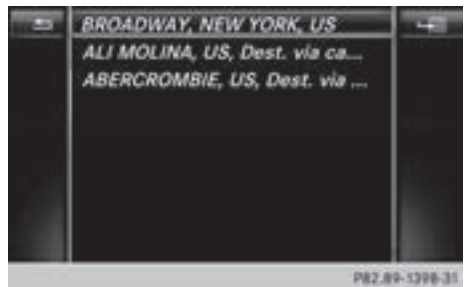 BROADWAY, NEW YORK, US
ALI MOLINA, US, Dest. via ca...
ABERCROMBIE, US, Dest. via ...
P82.89-1398-31